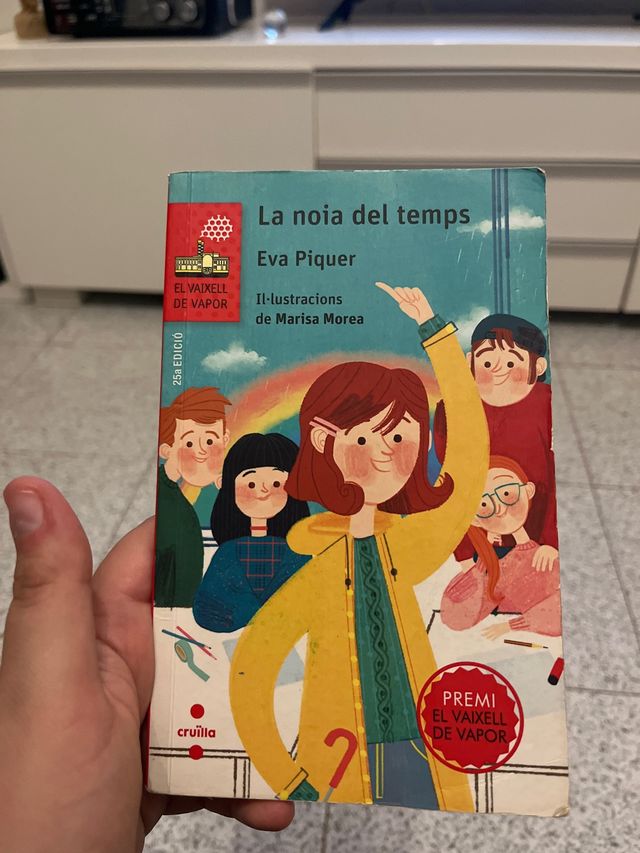 La noia del temps
Eva Piquer
Il·lustracions
de Marisa Morea
EL VAIXELL
DE VAPOR
25a EDICIÓ
PREMI
EL VAIXELL
DE VAPOR
cruïlla